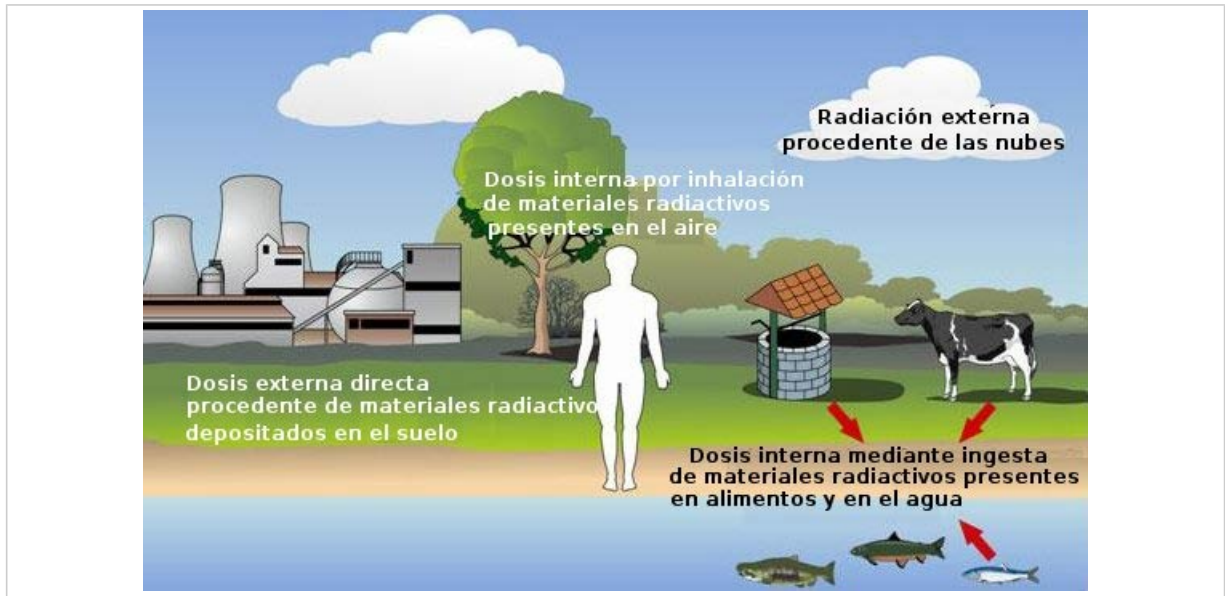 Radiación externa
procedente de las nubes
Dosis interna por inhalación
de materiales radiactivos
presentes en el aire
Dosis externa directa
procedente de materiales radiactivo
depositados en el suelo
Dosis interna mediante ingesta
de materiales radiactivos presentes
en alimentos y en el agua